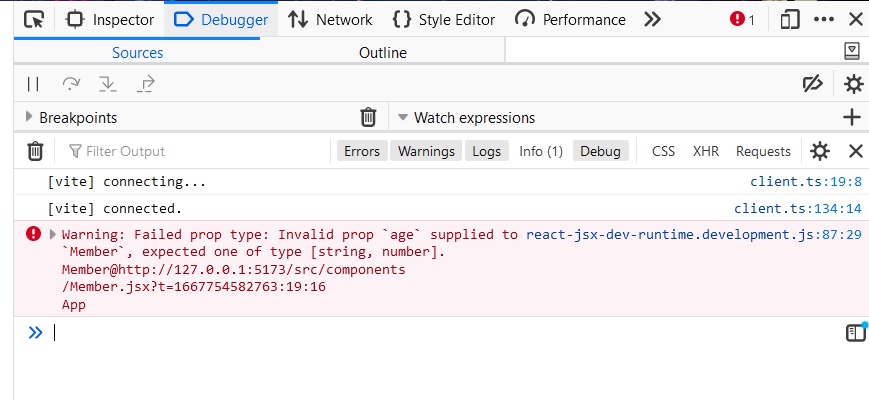 Inspector Debugger Network Style Editor Performance 1
Sources Outline
Breakpoints Watch expressions
Filter Output Errors Warnings Logs Info (1) Debug CSS XHR Requests
[vite] connecting... client.ts:19:8
[vite] connected. client.ts:134:14
Warning: Failed prop type: Invalid prop `age` supplied to react-jsx-dev-runtime.development.js:87:29
`Member`, expected one of type [string, number].
Member@http://127.0.0.1:5173/src/components
/Member.jsx?t=1667754582763:19:16
App